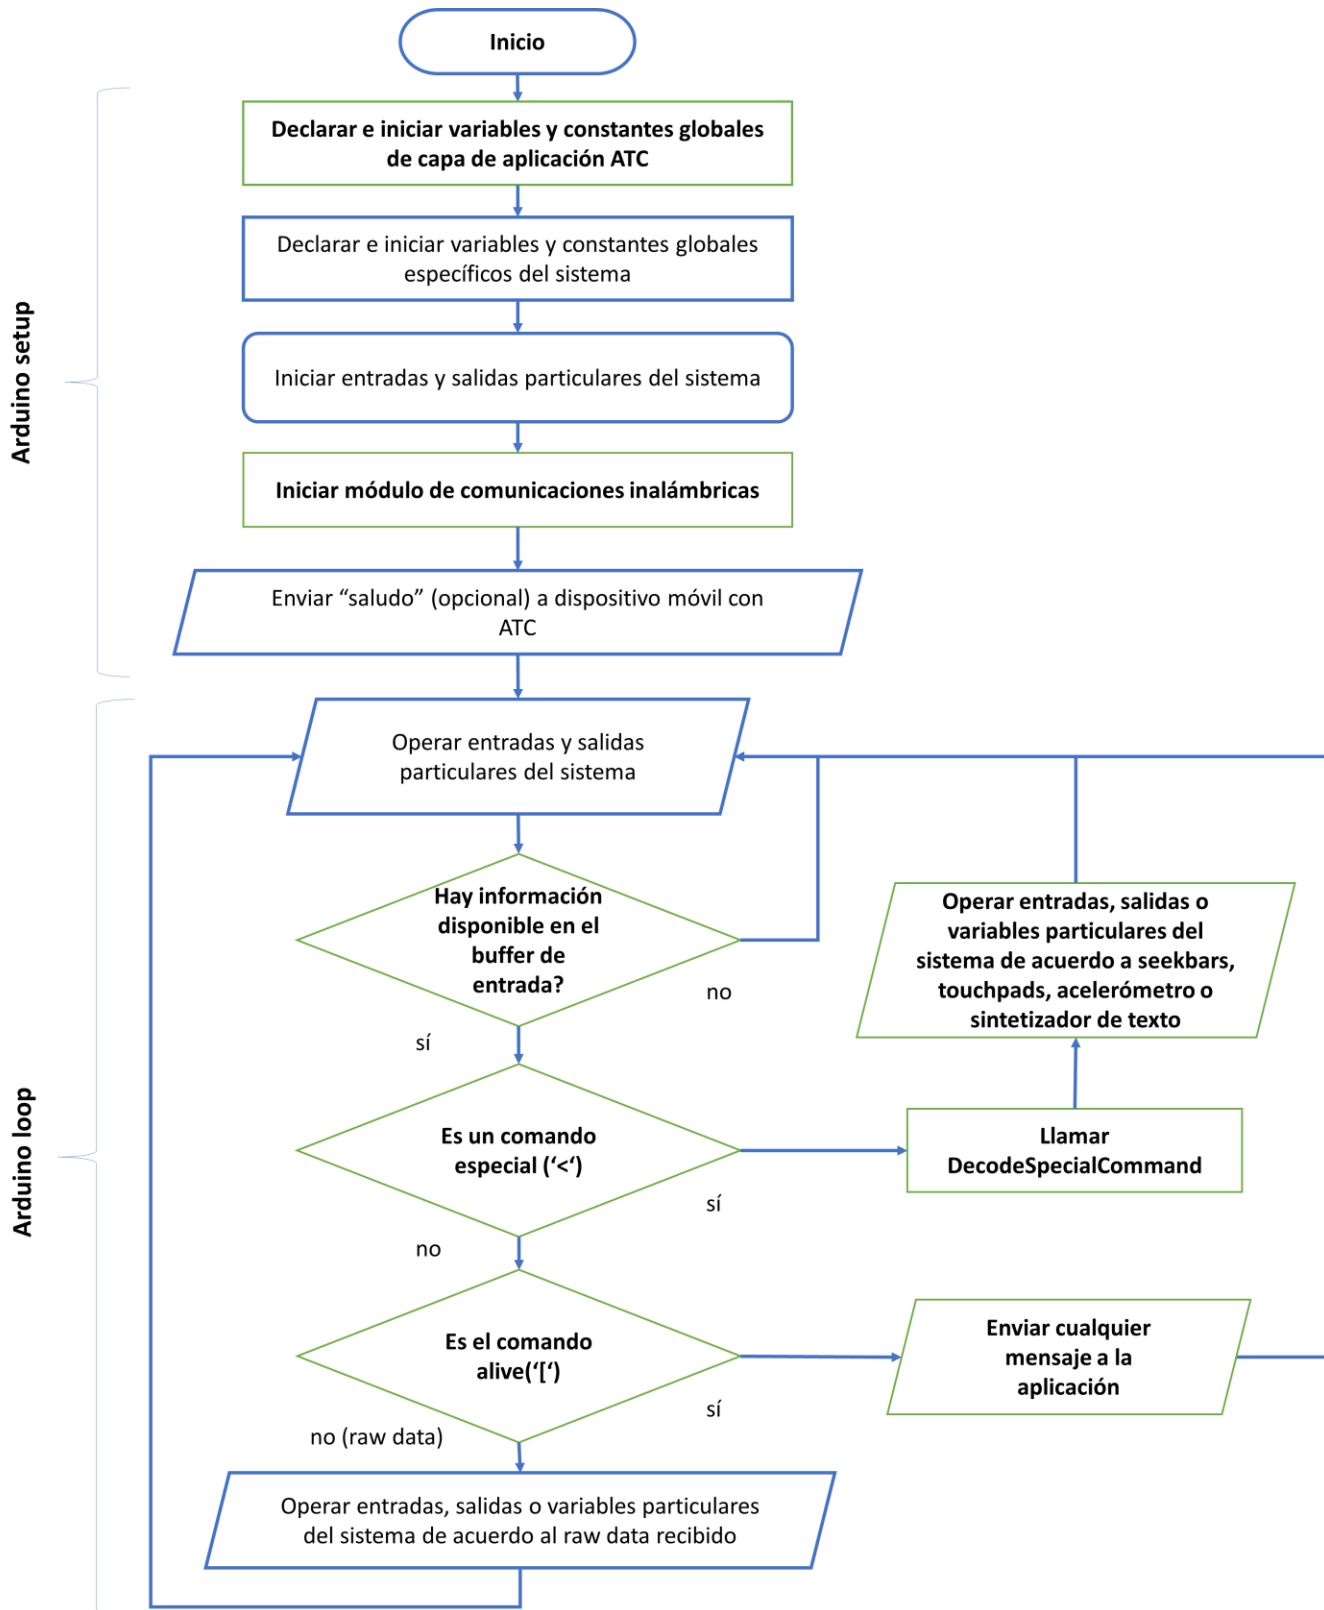 Inicio
Declarar e iniciar variables y constantes globales
de capa de aplicación ATC
Declarar e iniciar variables y constantes globales
específicos del sistema
Iniciar entradas y salidas particulares del sistema
Arduino setup
Iniciar módulo de comunicaciones inalámbricas
Enviar “saludo” (opcional) a dispositivo móvil con
ATC
Operar entradas y salidas
particulares del sistema
Hay información
disponible en el
buffer de
entrada?
no
sí
Operar entradas, salidas o
variables particulares del
sistema de acuerdo a seekbars,
touchpads, acelerómetro o
sintetizador de texto
Arduino loop
Es un comando
especial (‘<‘)
sí
no
Llamar
DecodeSpecialCommand
Es el comando
alive(‘[‘)
sí
no (raw data)
Enviar cualquier
mensaje a la
aplicación
Operar entradas, salidas o variables particulares
del sistema de acuerdo al raw data recibido